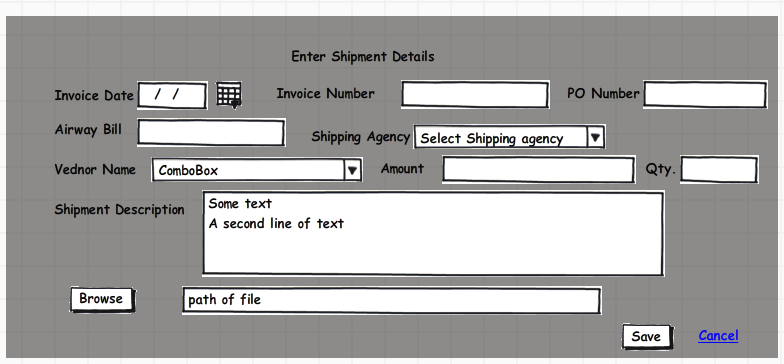 Enter Shipment Details
Invoice Date / / Invoice Number PO Number
Airway Bill Shipping Agency Select Shipping agency
Vednor Name ComboBox Amount Qty.
Shipment Description Some text
A second line of text
Browse path of file
Save Cancel